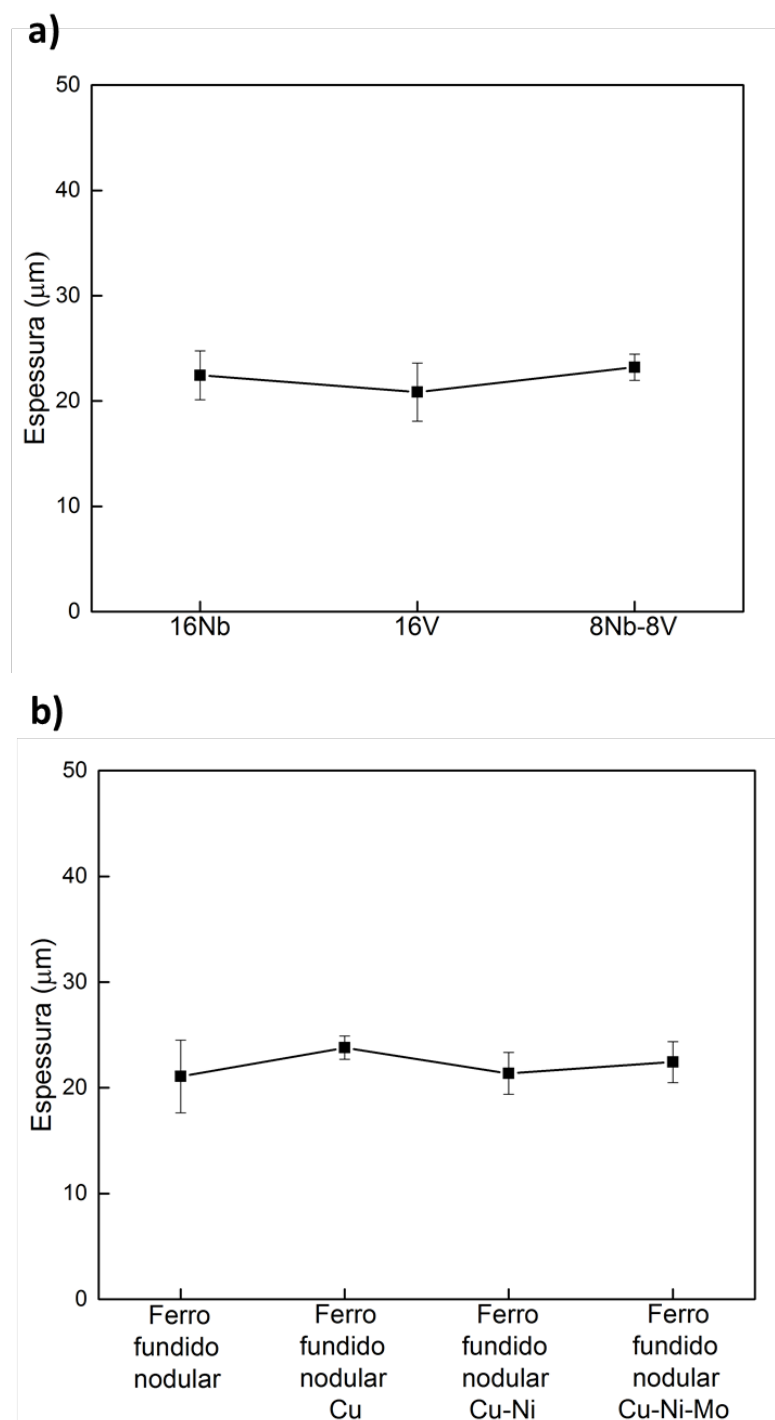 a)
50
40
30
20
10
0
Espessura (μm)
16Nb 16V 8Nb-8V
b)
50
40
30
20
10
0
Espessura (μm)
Ferro
fundido
nodular
Ferro
fundido
nodular
Cu
Ferro
fundido
nodular
Cu-Ni
Ferro
fundido
nodular
Cu-Ni-Mo